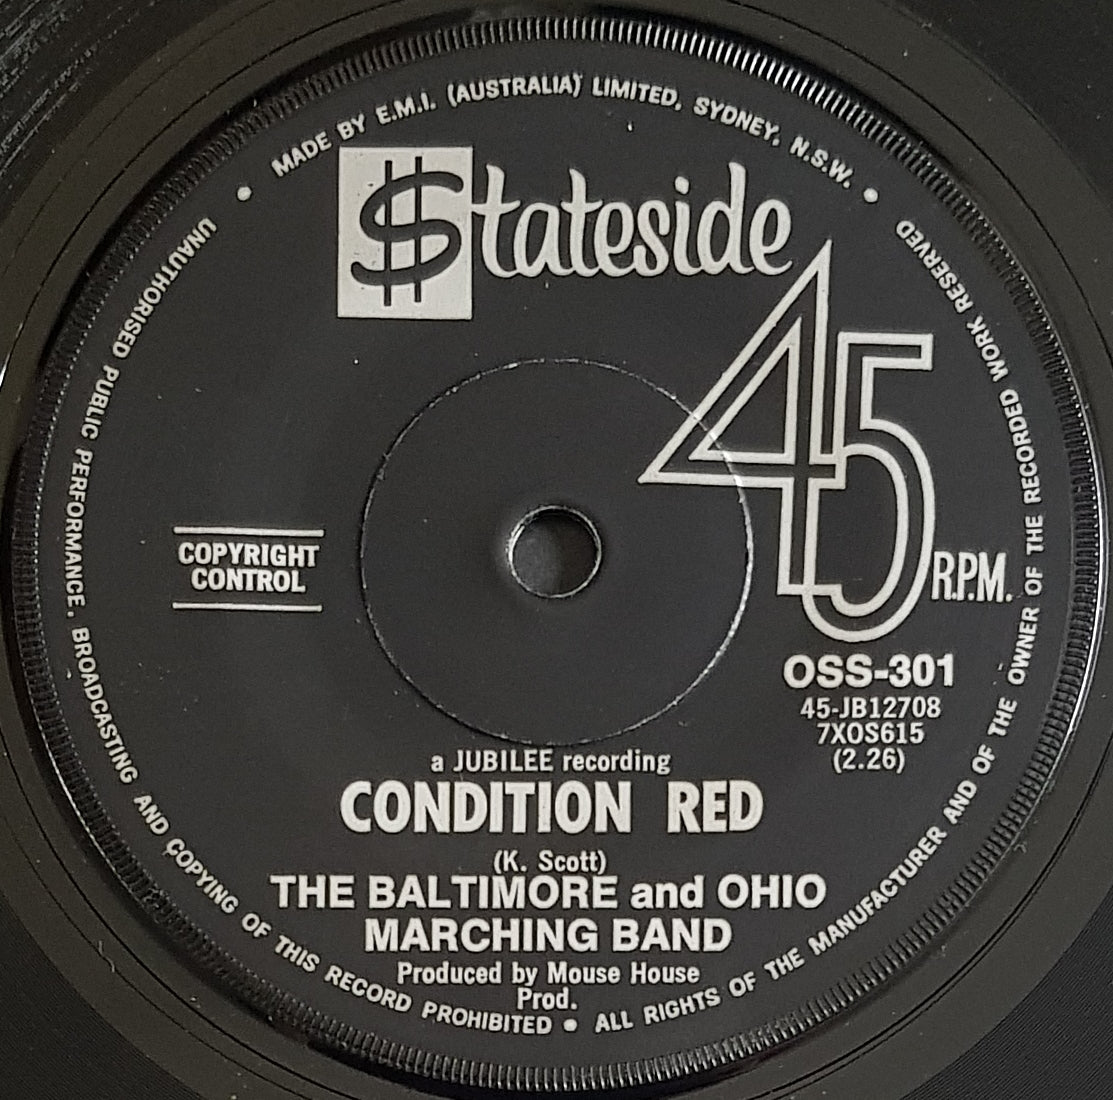 MADE BY E.M.I. (AUSTRALIA) LIMITED, SYDNEY, N.S.W.
$tateside
45
R.P.M.
COPYRIGHT
CONTROL
OSS-301
45-JB12708
7XOS615
(2.26)
a JUBILEE recording
CONDITION RED
(K. Scott)
THE BALTIMORE and OHIO
MARCHING BAND
Produced by Mouse House
Prod.
UNAUTHORISED PUBLIC PERFORMANCE, BROADCASTING AND COPYING OF THIS RECORD PROHIBITED • ALL RIGHTS OF THE MANUFACTURER AND OF THE OWNER OF THE RECORDED WORK RESERVED